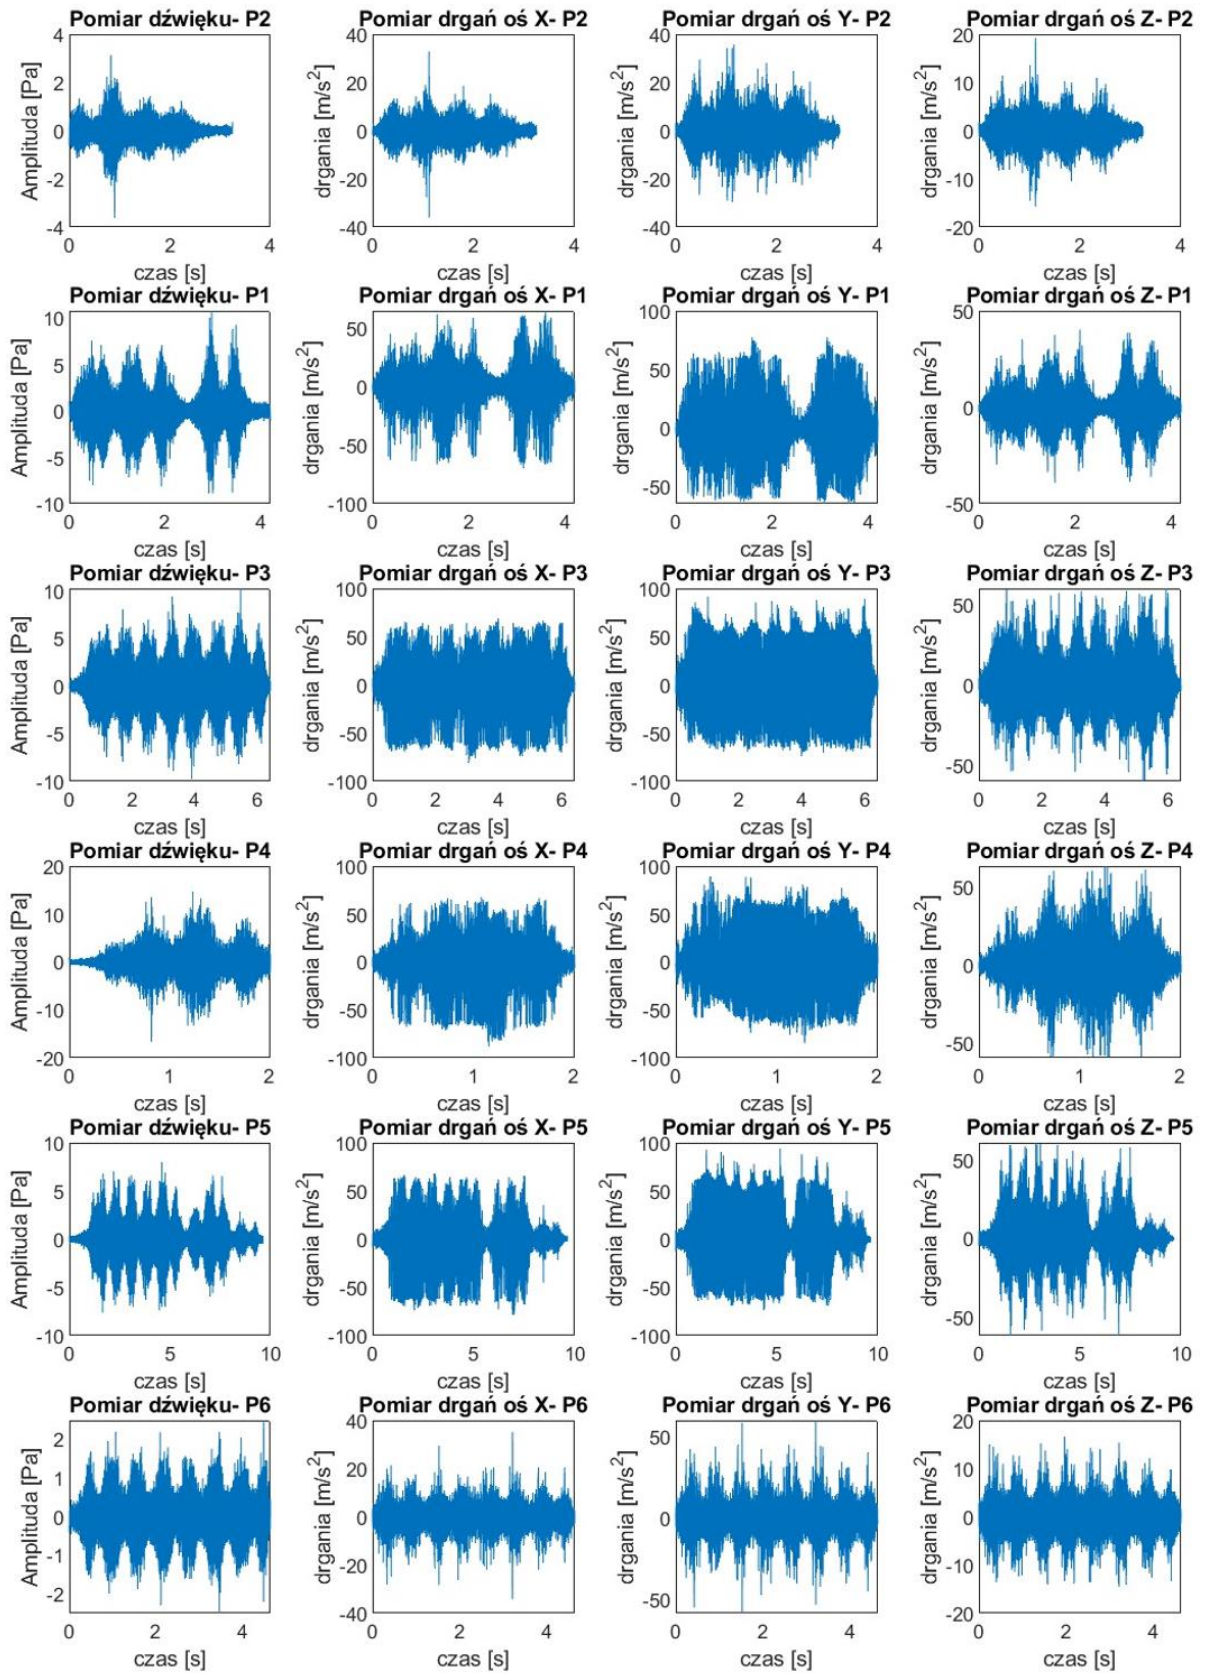 Pomiar dźwięku- P2 Pomiar drgań oś X- P2 Pomiar drgań oś Y- P2 Pomiar drgań oś Z- P2
Amplituda [Pa] drgania [m/s²] drgania [m/s²] drgania [m/s²]
4 2 0 -2 -4 40 20 0 -20 -40 40 20 0 -20 -40 20 10 0 -10 -20
0 2 4 0 2 4 0 2 4 0 2 4
czas [s] czas [s] czas [s] czas [s]
Pomiar dźwięku- P1 Pomiar drgań oś X- P1 Pomiar drgań oś Y- P1 Pomiar drgań oś Z- P1
Amplituda [Pa] drgania [m/s²] drgania [m/s²] drgania [m/s²]
10 5 0 -5 -10 50 0 -50 -100 100 50 0 -50 50 0 -50
0 2 4 0 2 4 0 2 4 0 2 4
czas [s] czas [s] czas [s] czas [s]
Pomiar dźwięku- P3 Pomiar drgań oś X- P3 Pomiar drgań oś Y- P3 Pomiar drgań oś Z- P3
Amplituda [Pa] drgania [m/s²] drgania [m/s²] drgania [m/s²]
10 5 0 -5 -10 100 50 0 -50 -100 100 50 0 -50 -100 50 0 -50
0 2 4 6 0 2 4 6 0 2 4 6 0 2 4 6
czas [s] czas [s] czas [s] czas [s]
Pomiar dźwięku- P4 Pomiar drgań oś X- P4 Pomiar drgań oś Y- P4 Pomiar drgań oś Z- P4
Amplituda [Pa] drgania [m/s²] drgania [m/s²] drgania [m/s²]
20 10 0 -10 -20 100 50 0 -50 -100 100 50 0 -50 -100 50 0 -50
0 1 2 0 1 2 0 1 2 0 1 2
czas [s] czas [s] czas [s] czas [s]
Pomiar dźwięku- P5 Pomiar drgań oś X- P5 Pomiar drgań oś Y- P5 Pomiar drgań oś Z- P5
Amplituda [Pa] drgania [m/s²] drgania [m/s²] drgania [m/s²]
10 5 0 -5 -10 100 50 0 -50 -100 100 50 0 -50 -100 50 0 -50
0 5 10 0 5 10 0 5 10 0 5 10
czas [s] czas [s] czas [s] czas [s]
Pomiar dźwięku- P6 Pomiar drgań oś X- P6 Pomiar drgań oś Y- P6 Pomiar drgań oś Z- P6
Amplituda [Pa] drgania [m/s²] drgania [m/s²] drgania [m/s²]
2 1 0 -1 -2 40 20 0 -20 -40 50 0 -50 20 10 0 -10 -20
0 2 4 0 2 4 0 2 4 0 2 4
czas [s] czas [s] czas [s] czas [s]